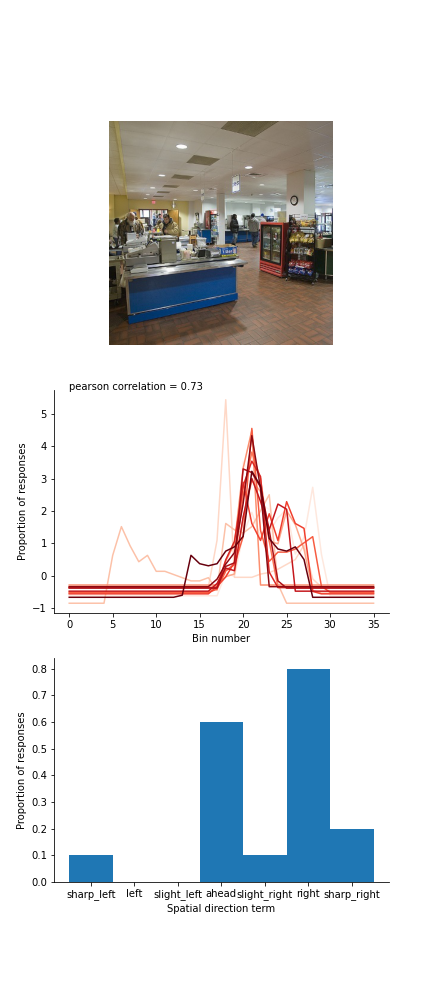 pearson correlation = 0.73
Proportion of responses
5
4
3
2
1
0
−1
0 5 10 15 20 25 30 35
Bin number
Proportion of responses
0.8
0.7
0.6
0.5
0.4
0.3
0.2
0.1
0.0
sharp_left left slight_left ahead slight_right right sharp_right
Spatial direction term